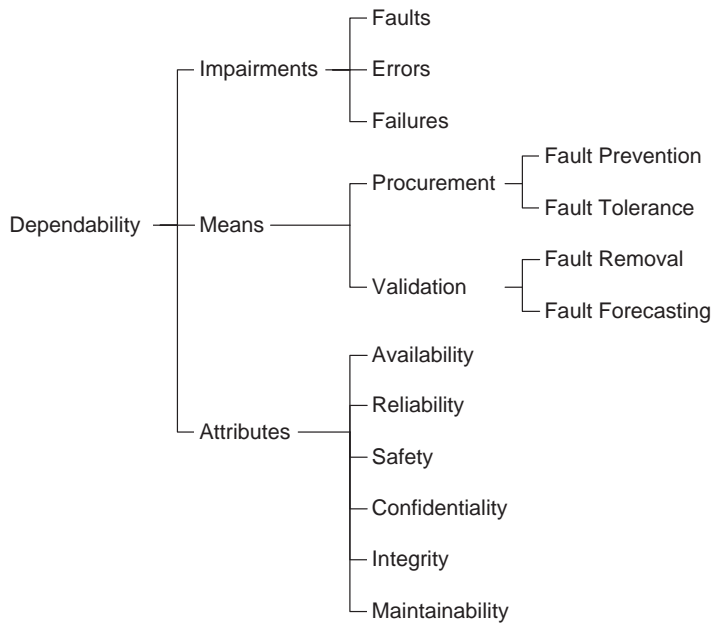 Faults
Impairments
Errors
Failures
Fault Prevention
Procurement
Fault Tolerance
Dependability
Means
Fault Removal
Validation
Fault Forecasting
Availability
Reliability
Attributes
Safety
Confidentiality
Integrity
Maintainability